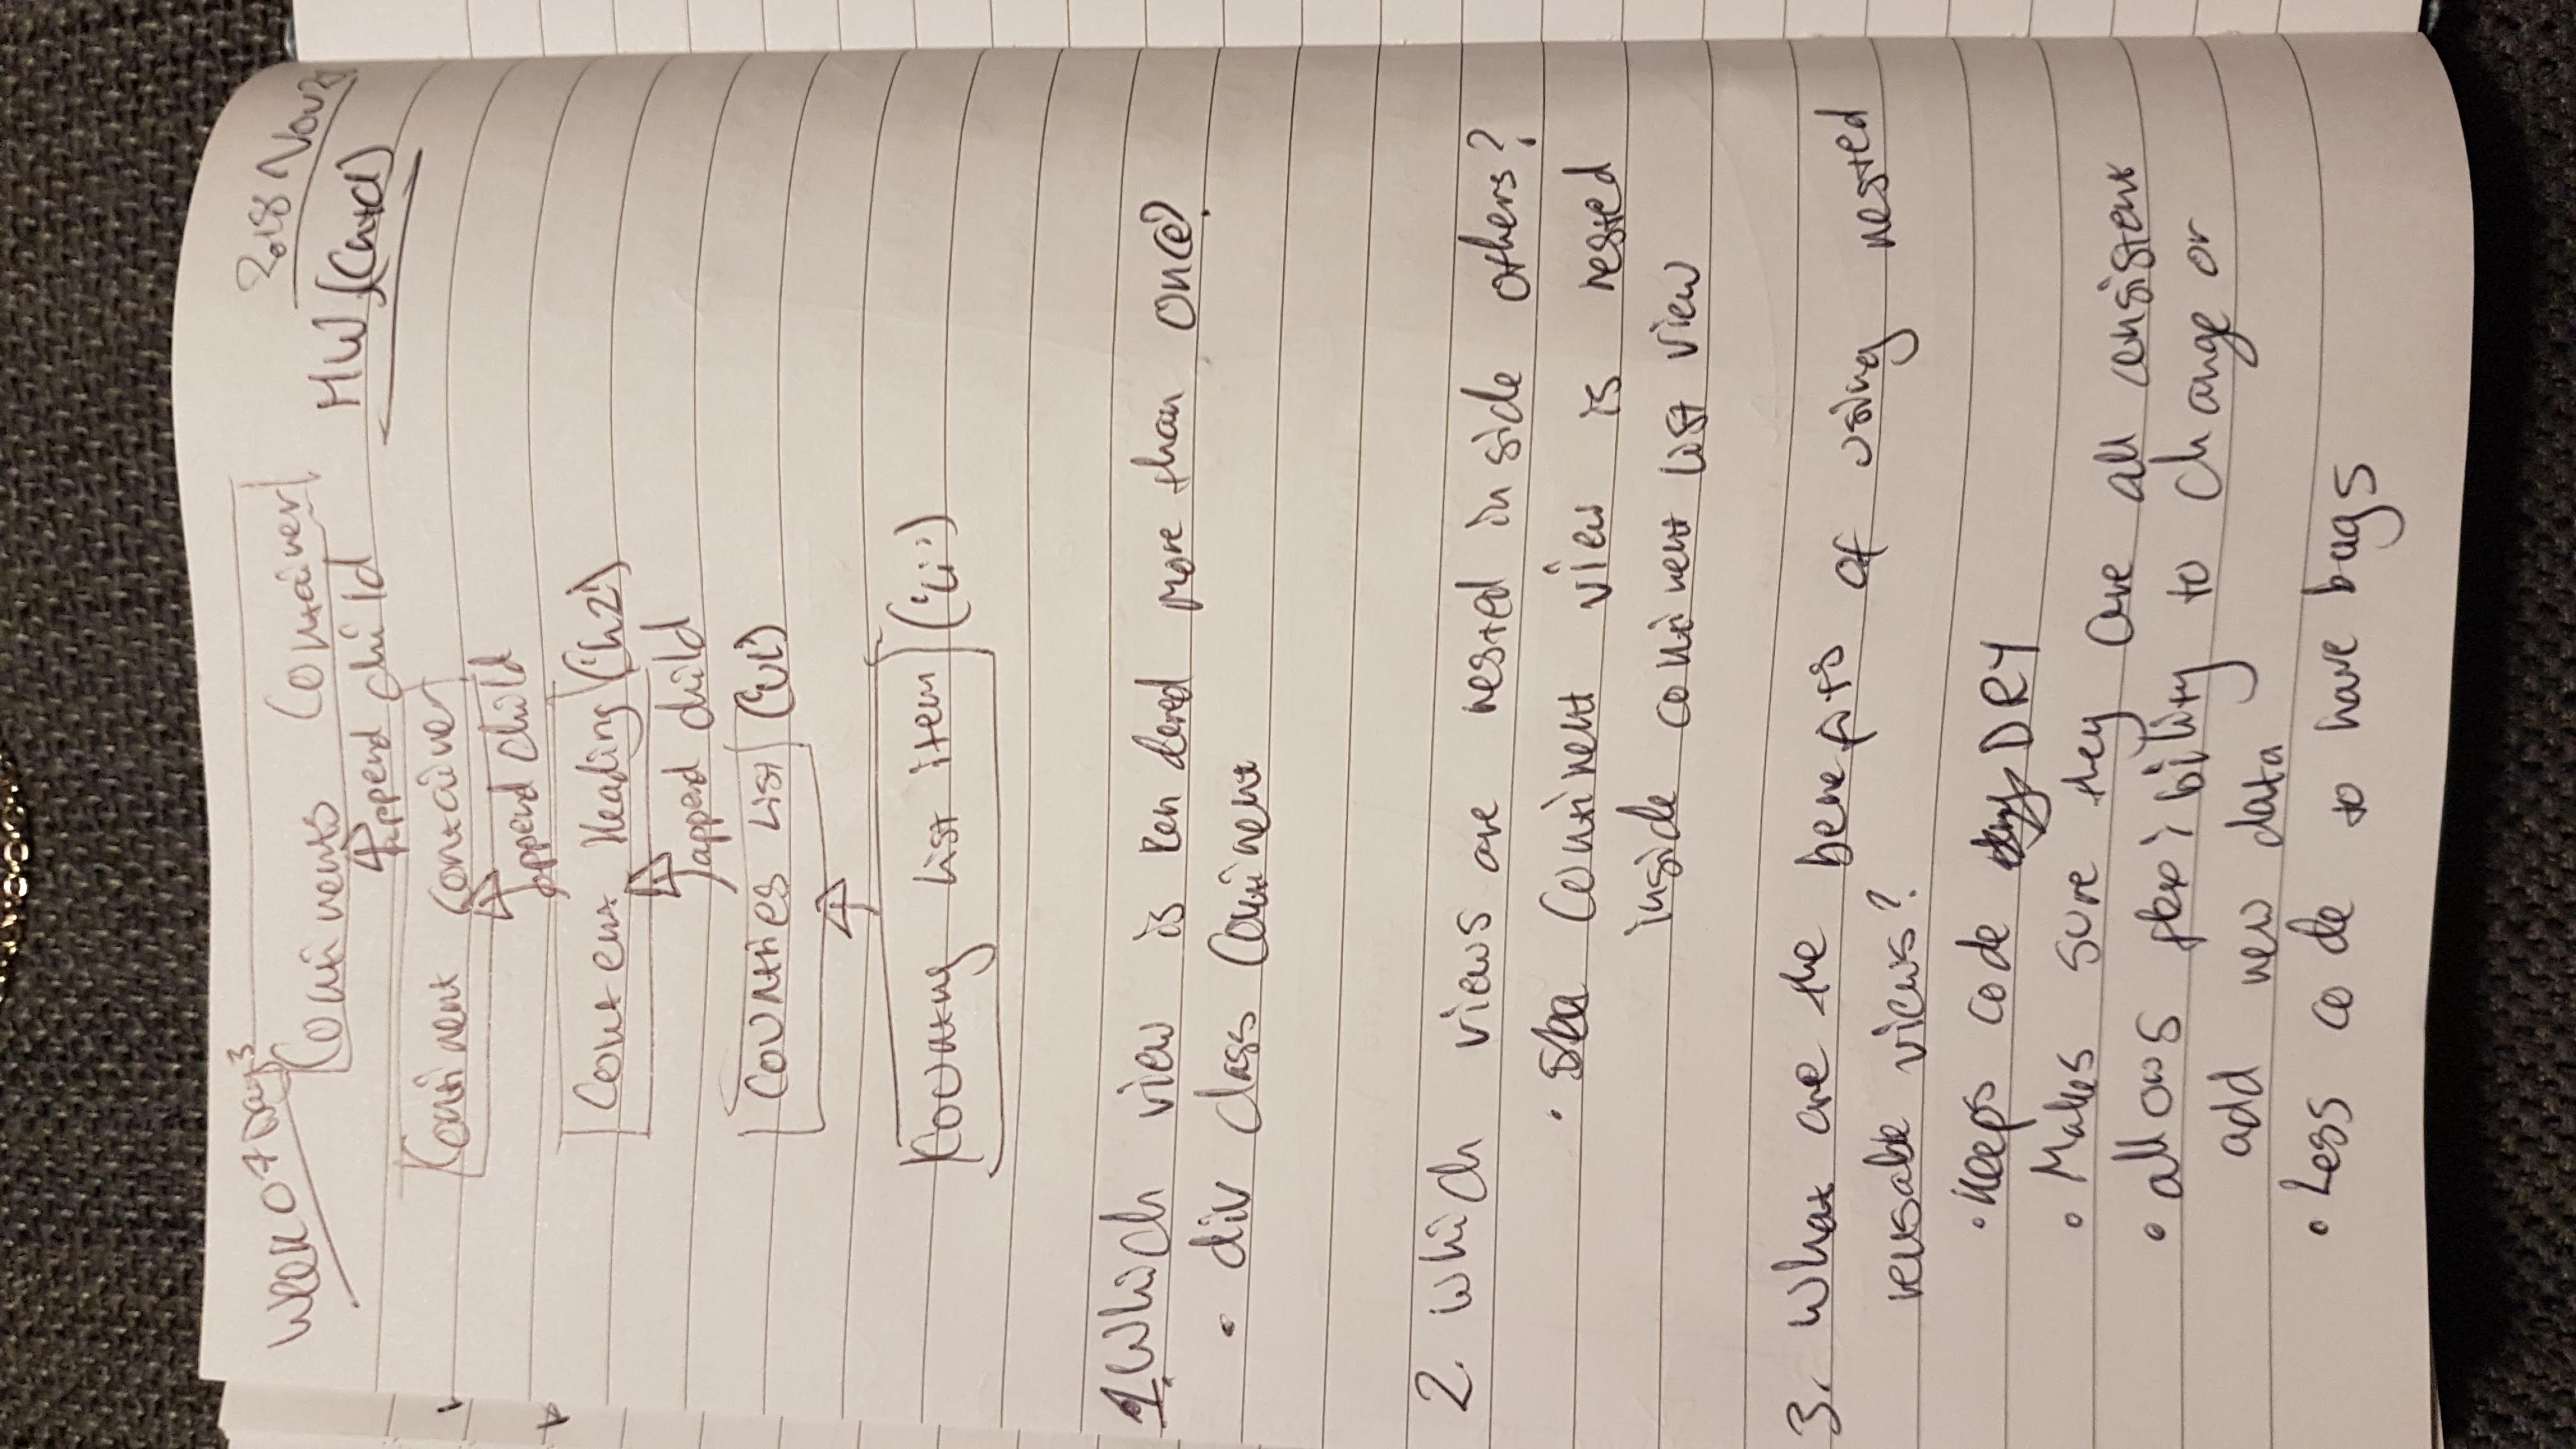 Week 07 Day 3
2018 Nov
Continents Container
HW (Cntd)
Append child
Continent container
append child
Content Heading ('h2')
append child
Countries List ('ul')
Country List item ('li')
1. Which view is Rendered more than once?
• div class Continent
2. Which views are nested inside others?
• Continent view is nested
inside continent list view
3. What are the benefits of using nested
reusable views?
• Keeps code DRY
• Makes sure they are all consistent
• allows flexibility to change or
add new data
• Less code to have bugs